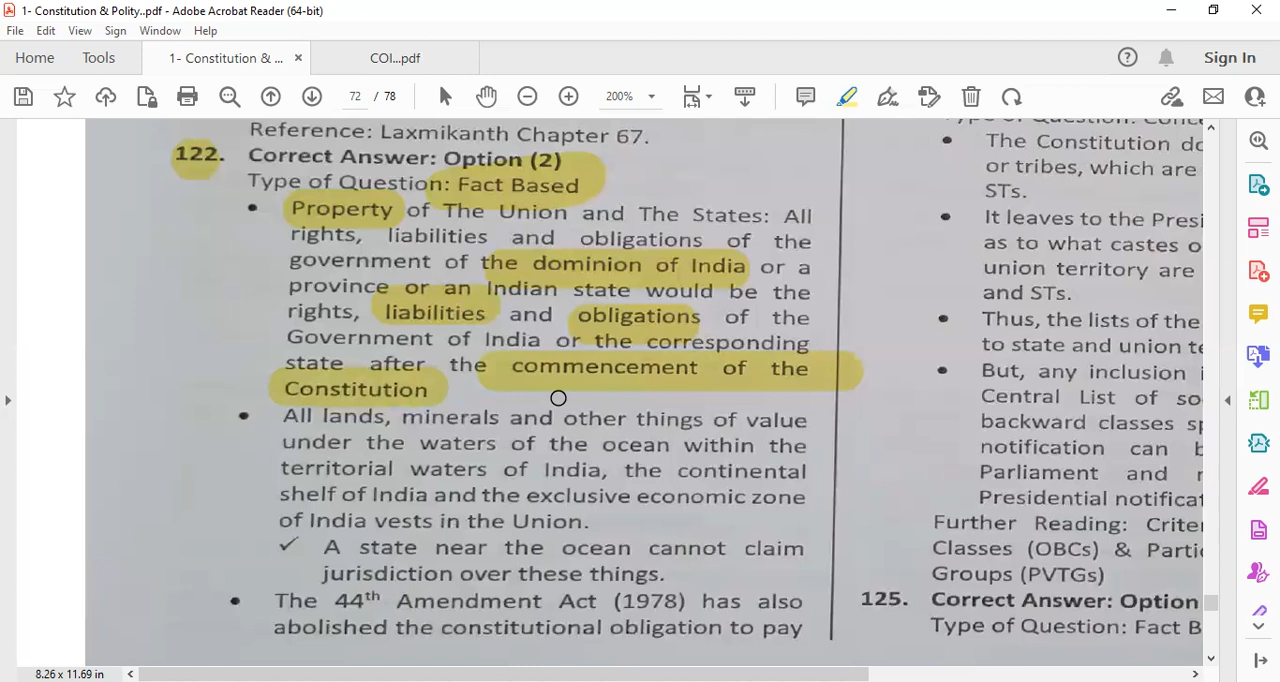 1- Constitution & Polity..pdf - Adobe Acrobat Reader (64-bit)
File Edit View Sign Window Help
Home Tools 1- Constitution & ... × COI...pdf Sign In
72 / 78 200%
Reference: Laxmikanth Chapter 67.
122. Correct Answer: Option (2)
Type of Question: Fact Based
• Property of The Union and The States: All
rights, liabilities and obligations of the
government of the dominion of India or a
province or an Indian state would be the
rights, liabilities and obligations of the
Government of India or the corresponding
state after the commencement of the
Constitution
• All lands, minerals and other things of value
under the waters of the ocean within the
territorial waters of India, the continental
shelf of India and the exclusive economic zone
of India vests in the Union.
✓ A state near the ocean cannot claim
jurisdiction over these things.
• The 44th Amendment Act (1978) has also
abolished the constitutional obligation to pay
Type of Question:
• The Constitution
or tribes, which are
STs.
• It leaves to the
as to what castes
union territory are
and STs.
• Thus, the lists of the
to state and union
• But, any inclusion
Central List of
backward classes
notification can
Parliament and
Presidential
Further Reading:
Classes (OBCs) &
Groups (PVTGs)
125. Correct Answer: Option
Type of Question: Fact
8.26 x 11.69 in